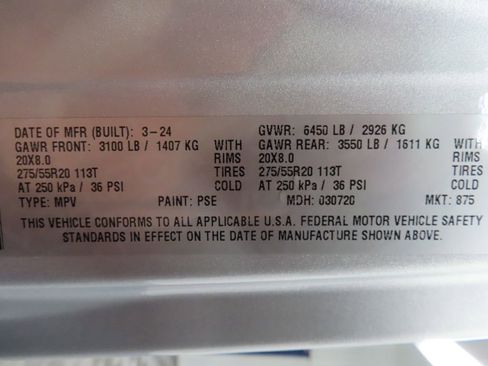 DATE OF MFR (BUILT): 3-24 GVWR: 6450 LB / 2926 KG
GAWR FRONT: 3100 LB / 1407 KG WITH GAWR REAR: 3550 LB / 1611 KG WITH
20X8.0 RIMS 20X8.0 RIMS
275/55R20 113T TIRES 275/55R20 113T TIRES
AT 250 kPa / 36 PSI COLD AT 250 kPa / 36 PSI COLD
TYPE: MPV PAINT: PSE MDH: 030720 MKT: 875
THIS VEHICLE CONFORMS TO ALL APPLICABLE U.S.A. FEDERAL MOTOR VEHICLE SAFETY
STANDARDS IN EFFECT ON THE DATE OF MANUFACTURE SHOWN ABOVE.